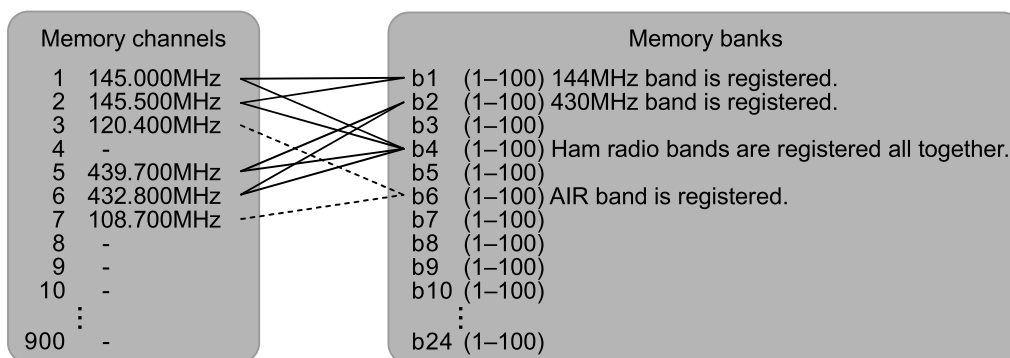 Memory channels
1 145.000MHz
2 145.500MHz
3 120.400MHz
4 -
5 439.700MHz
6 432.800MHz
7 108.700MHz
8 -
9 -
10 -
⋮
900 -
Memory banks
b1 (1–100) 144MHz band is registered.
b2 (1–100) 430MHz band is registered.
b3 (1–100)
b4 (1–100) Ham radio bands are registered all together.
b5 (1–100)
b6 (1–100) AIR band is registered.
b7 (1–100)
b8 (1–100)
b9 (1–100)
b10 (1–100)
⋮
b24 (1–100)